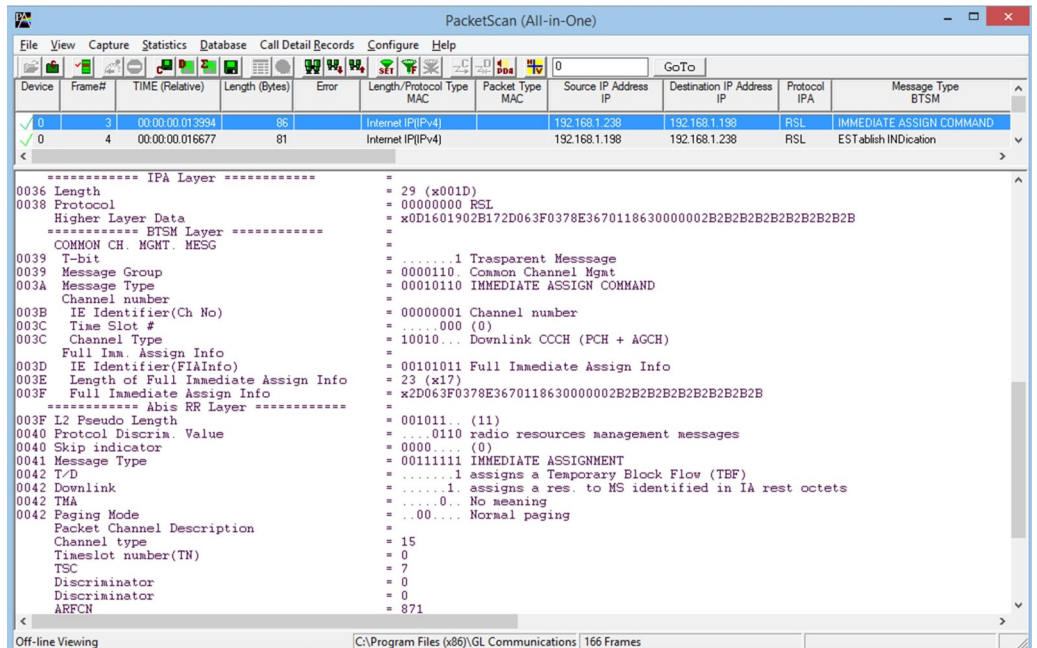 PacketScan (All-in-One)
File View Capture Statistics Database Call Detail Records Configure Help
0 GoTo
Device Frame# TIME (Relative) Length (Bytes) Error Length/Protocol Type MAC Packet Type MAC Source IP Address IP Destination IP Address IP Protocol IPA Message Type BTSM
0 3 00:00:00.013994 86 Internet IP(IPv4) 192.168.1.238 192.168.1.198 RSL IMMEDIATE ASSIGN COMMAND
0 4 00:00:00.016677 81 Internet IP(IPv4) 192.168.1.198 192.168.1.238 RSL ESTablish INDication
============ IPA Layer ============ =
0036 Length = 29 (x001D)
0038 Protocol = 00000000 RSL
Higher Layer Data = x0D1601902B172D063F0378E3670118630000002B2B2B2B2B2B2B2B2B2B2B
============ BTSM Layer ============ =
COMMON CH. MGMT. MESG =
0039 T-bit = .......1 Trasparent Messsage
0039 Message Group = 0000110. Common Channel Mgmt
003A Message Type = 00010110 IMMEDIATE ASSIGN COMMAND
Channel number =
003B IE Identifier(Ch No) = 00000001 Channel number
003C Time Slot # = .....000 (0)
003C Channel Type = 10010... Downlink CCCH (PCH + AGCH)
Full Imm. Assign Info =
003D IE Identifier(FIAInfo) = 00101011 Full Immediate Assign Info
003E Length of Full Immediate Assign Info = 23 (x17)
003F Full Immediate Assign Info = x2D063F0378E3670118630000002B2B2B2B2B2B2B2B2B2B2B
============ Abis RR Layer ============ =
003F L2 Pseudo Length = 001011.. (11)
0040 Protcol Discrim. Value = ....0110 radio resources management messages
0040 Skip indicator = 0000.... (0)
0041 Message Type = 00111111 IMMEDIATE ASSIGNMENT
0042 T/D = .......1 assigns a Temporary Block Flow (TBF)
0042 Downlink = ......1. assigns a res. to MS identified in IA rest octets
0042 TMA = .....0.. No meaning
0042 Paging Mode = ..00.... Normal paging
Packet Channel Description =
Channel type = 15
Timeslot number(TN) = 0
TSC = 7
Discriminator = 0
Discriminator = 0
ARFCN = 871
Off-line Viewing C:\Program Files (x86)\GL Communications 166 Frames